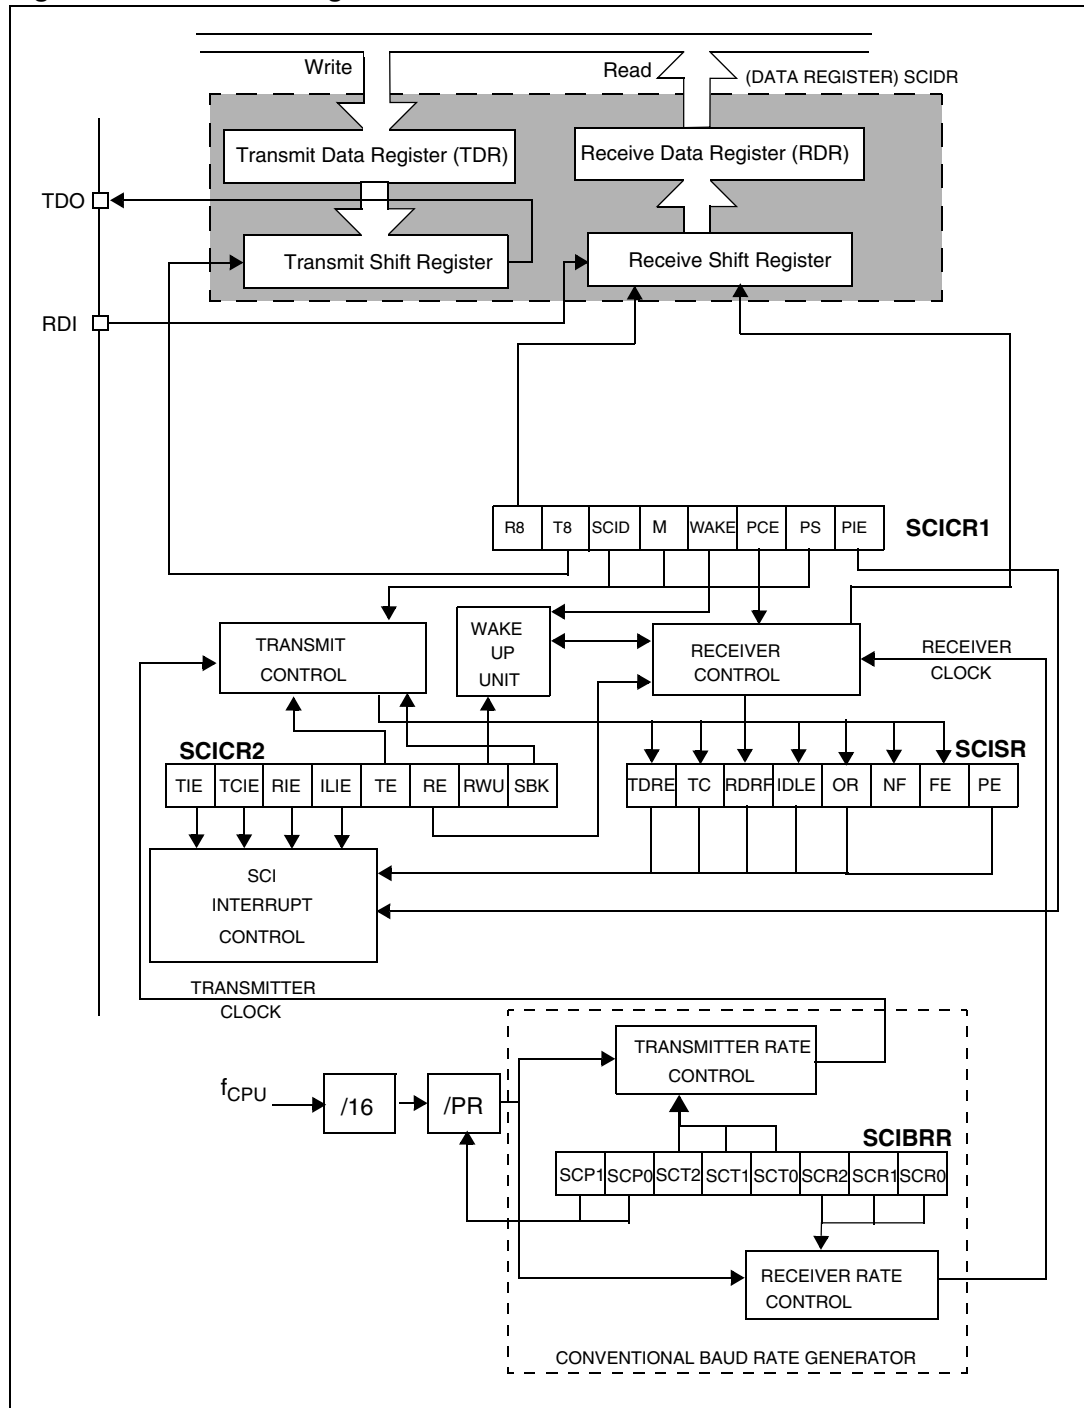 Write
Read
(DATA REGISTER) SCIDR
Transmit Data Register (TDR)
Receive Data Register (RDR)
TDO
Transmit Shift Register
Receive Shift Register
RDI
R8 T8 SCID M WAKE PCE PS PIE
SCICR1
TRANSMIT
CONTROL
WAKE
UP
UNIT
RECEIVER
CONTROL
RECEIVER
CLOCK
SCICR2
SCISR
TIE TCIE RIE ILIE TE RE RWU SBK
TDRE TC RDRF IDLE OR NF FE PE
SCI
INTERRUPT
CONTROL
TRANSMITTER
CLOCK
TRANSMITTER RATE
CONTROL
fCPU
/16
/PR
SCIBRR
SCP1 SCP0 SCT2 SCT1 SCT0 SCR2 SCR1 SCR0
RECEIVER RATE
CONTROL
CONVENTIONAL BAUD RATE GENERATOR